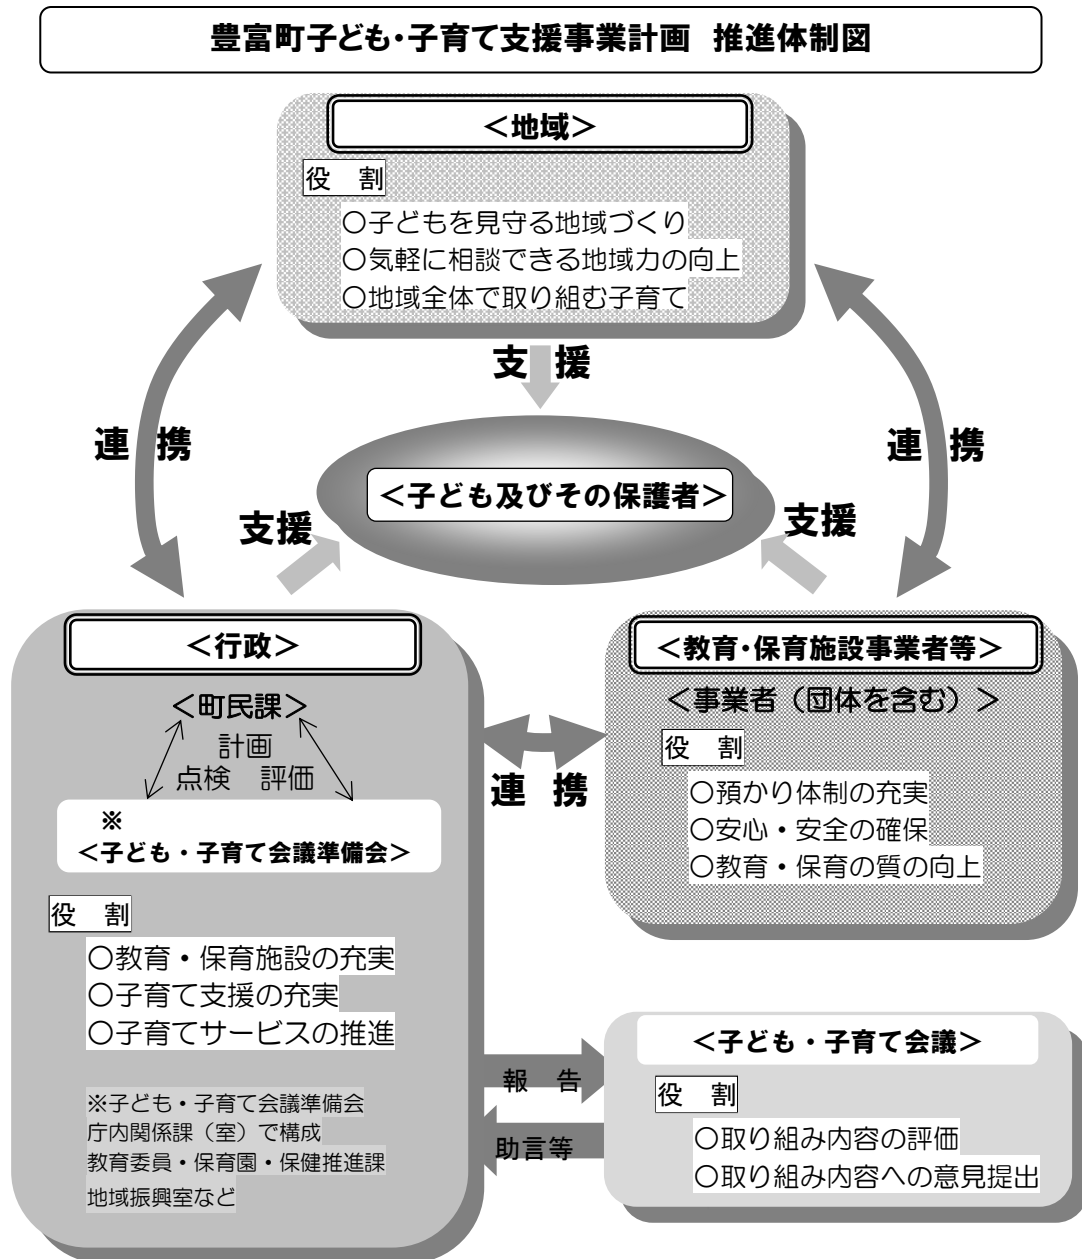 豊富町子ども・子育て支援事業計画 推進体制図
＜地域＞
役 割
○子どもを見守る地域づくり
○気軽に相談できる地域力の向上
○地域全体で取り組む子育て
支 援
連 携
連 携
＜子ども及びその保護者＞
支援
支援
＜行政＞
＜町民課＞
計画
点検 評価
※
＜子ども・子育て会議準備会＞
役 割
○教育・保育施設の充実
○子育て支援の充実
○子育てサービスの推進
※子ども・子育て会議準備会
庁内関係課（室）で構成
教育委員・保育園・保健推進課
地域振興室など
連 携
＜教育・保育施設事業者等＞
＜事業者（団体を含む）＞
役 割
○預かり体制の充実
○安心・安全の確保
○教育・保育の質の向上
報 告
助言等
＜子ども・子育て会議＞
役 割
○取り組み内容の評価
○取り組み内容への意見提出